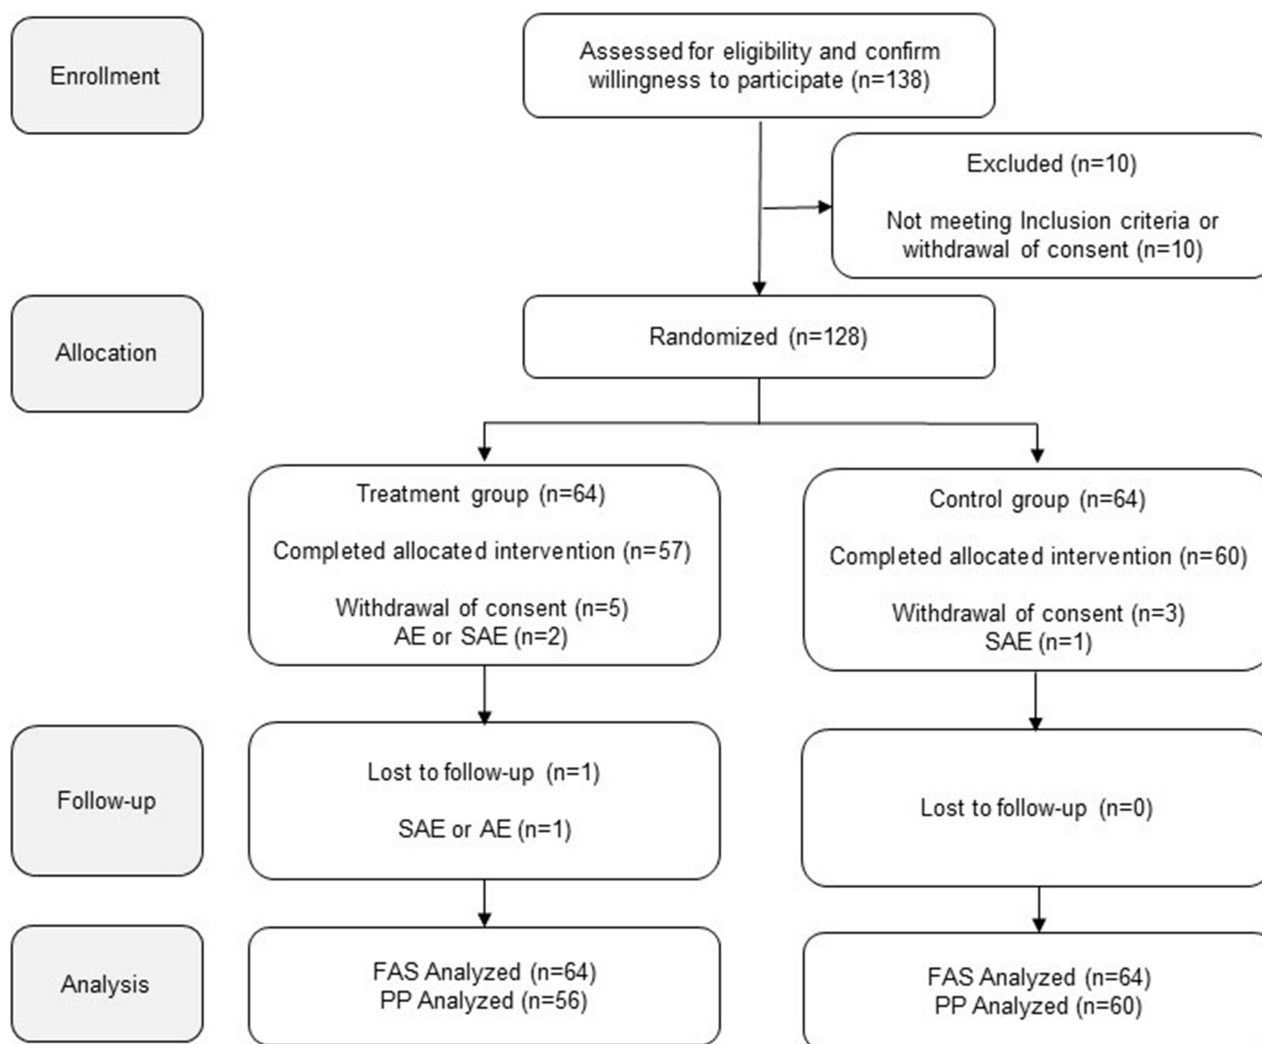 Enrollment
Assessed for eligibility and confirm
willingness to participate (n=138)
Excluded (n=10)
Not meeting Inclusion criteria or
withdrawal of consent (n=10)
Allocation
Randomized (n=128)
Treatment group (n=64)
Completed allocated intervention (n=57)
Withdrawal of consent (n=5)
AE or SAE (n=2)
Control group (n=64)
Completed allocated intervention (n=60)
Withdrawal of consent (n=3)
SAE (n=1)
Follow-up
Lost to follow-up (n=1)
SAE or AE (n=1)
Lost to follow-up (n=0)
Analysis
FAS Analyzed (n=64)
PP Analyzed (n=56)
FAS Analyzed (n=64)
PP Analyzed (n=60)